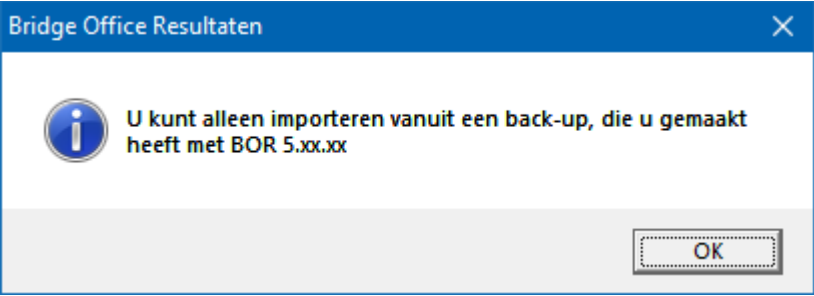 Bridge Office Resultaten
U kunt alleen importeren vanuit een back-up, die u gemaakt
heeft met BOR 5.xx.xx
OK